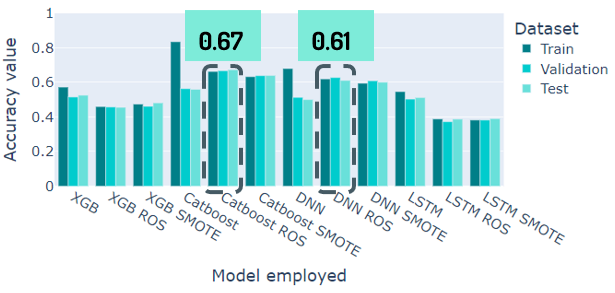 0.67
0.61
1
0.8
0.6
0.4
0.2
0
Accuracy value
XGB
XGB ROS
XGB SMOTE
Catboost
Catboost ROS
Catboost SMOTE
DNN
DNN ROS
DNN SMOTE
LSTM
LSTM ROS
LSTM SMOTE
Model employed
Dataset
Train
Validation
Test